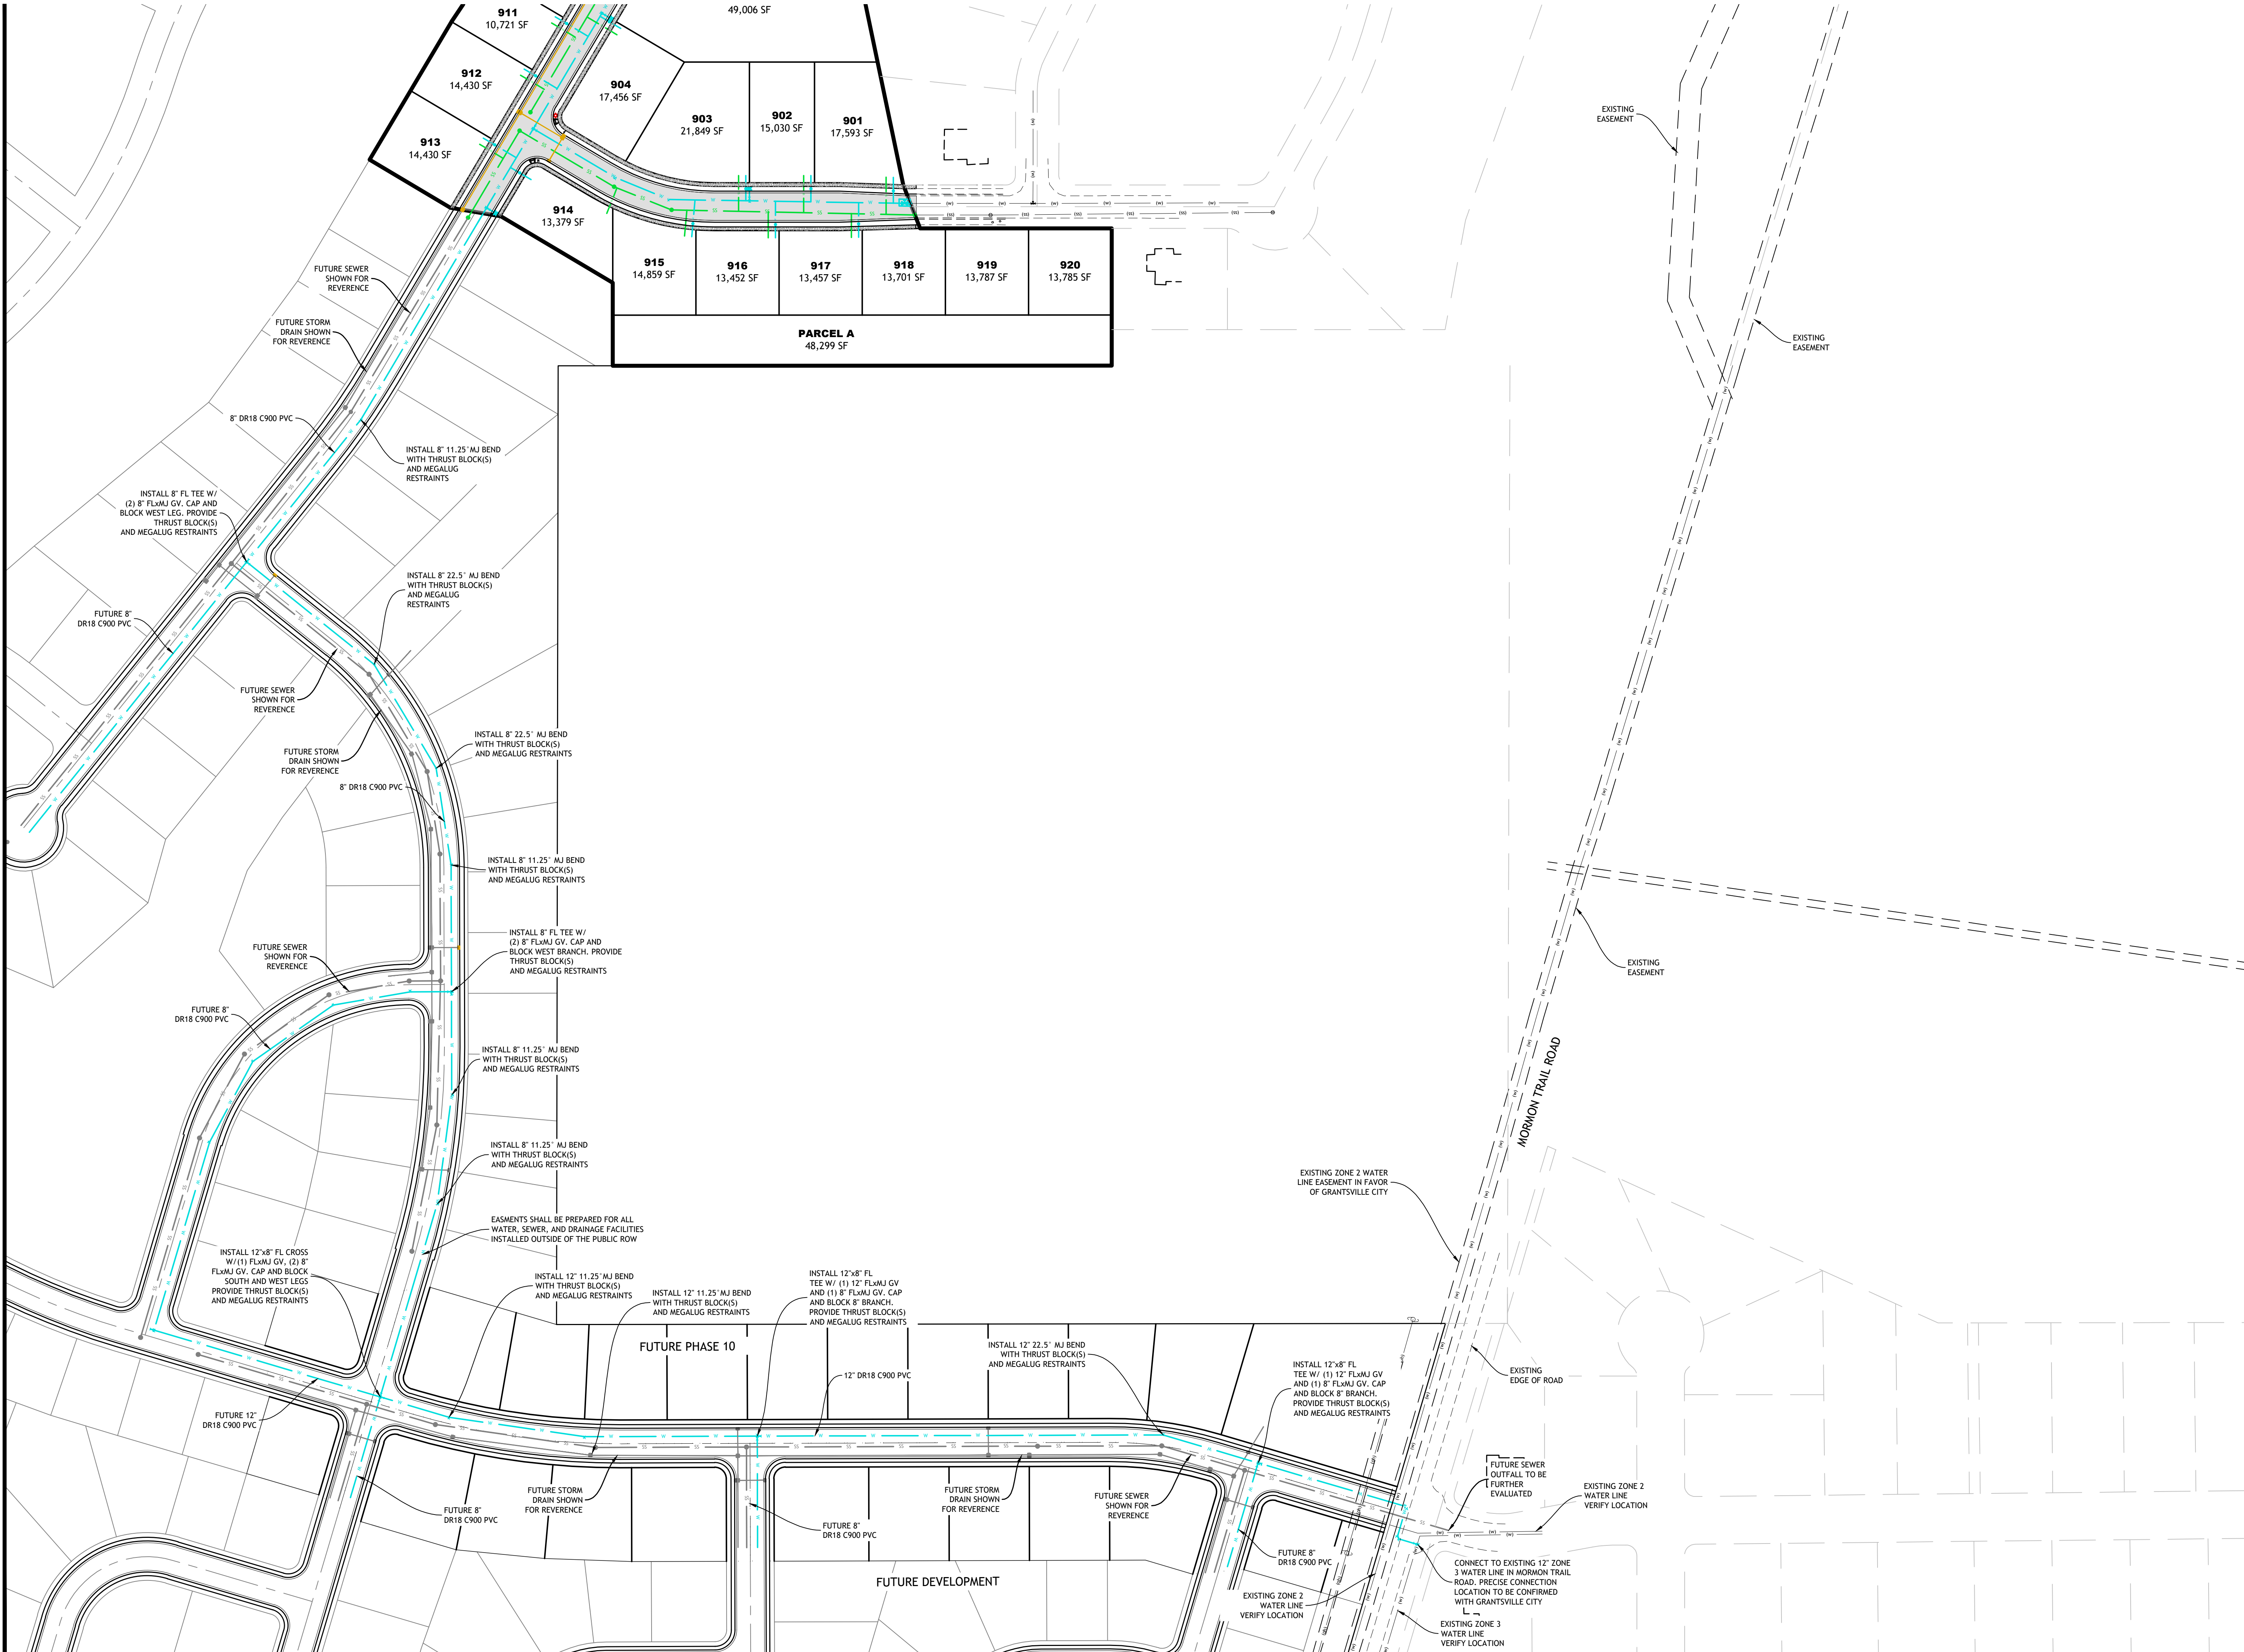 911
10,721 SF
49,006 SF
912
14,430 SF
904
17,456 SF
903
21,849 SF
902
15,030 SF
901
17,593 SF
913
14,430 SF
914
13,379 SF
915
14,859 SF
916
13,452 SF
917
13,457 SF
918
13,701 SF
919
13,787 SF
920
13,785 SF
PARCEL A
48,299 SF
EXISTING
EASEMENT
EXISTING
EASEMENT
FUTURE SEWER
SHOWN FOR
REVERENCE
FUTURE STORM
DRAIN SHOWN
FOR REVERENCE
8" DR18 C900 PVC
INSTALL 8" 11.25° MJ BEND
WITH THRUST BLOCK(S)
AND MEGALUG
RESTRAINTS
INSTALL 8" FL TEE W/
(2) 8" FLxMJ GV. CAP AND
BLOCK WEST LEG. PROVIDE
THRUST BLOCK(S)
AND MEGALUG RESTRAINTS
INSTALL 8" 22.5° MJ BEND
WITH THRUST BLOCK(S)
AND MEGALUG
RESTRAINTS
FUTURE 8"
DR18 C900 PVC
FUTURE SEWER
SHOWN FOR
REVERENCE
INSTALL 8" 22.5° MJ BEND
WITH THRUST BLOCK(S)
AND MEGALUG RESTRAINTS
FUTURE STORM
DRAIN SHOWN
FOR REVERENCE
8" DR18 C900 PVC
INSTALL 8" 11.25° MJ BEND
WITH THRUST BLOCK(S)
AND MEGALUG RESTRAINTS
INSTALL 8" FL TEE W/
(2) 8" FLxMJ GV. CAP AND
BLOCK WEST BRANCH. PROVIDE
THRUST BLOCK(S)
AND MEGALUG RESTRAINTS
FUTURE SEWER
SHOWN FOR
REVERENCE
EXISTING
EASEMENT
FUTURE 8"
DR18 C900 PVC
INSTALL 8" 11.25° MJ BEND
WITH THRUST BLOCK(S)
AND MEGALUG RESTRAINTS
MORMON TRAIL ROAD
INSTALL 8" 11.25° MJ BEND
WITH THRUST BLOCK(S)
AND MEGALUG RESTRAINTS
EXISTING ZONE 2 WATER
LINE EASEMENT IN FAVOR
OF GRANTSVILLE CITY
EASMENTS SHALL BE PREPARED FOR ALL
WATER, SEWER, AND DRAINAGE FACILITIES
INSTALLED OUTSIDE OF THE PUBLIC ROW
INSTALL 12"x8" FL CROSS
W/(1) FLxMJ GV, (2) 8"
FLxMJ GV. CAP AND BLOCK
SOUTH AND WEST LEGS
PROVIDE THRUST BLOCK(S)
AND MEGALUG RESTRAINTS
INSTALL 12" 11.25° MJ BEND
WITH THRUST BLOCK(S)
AND MEGALUG RESTRAINTS
INSTALL 12" 11.25° MJ BEND
WITH THRUST BLOCK(S)
AND MEGALUG RESTRAINTS
INSTALL 12"x8" FL
TEE W/ (1) 12" FLxMJ GV
AND (1) 8" FLxMJ GV. CAP
AND BLOCK 8" BRANCH.
PROVIDE THRUST BLOCK(S)
AND MEGALUG RESTRAINTS
FUTURE PHASE 10
INSTALL 12" 22.5° MJ BEND
WITH THRUST BLOCK(S)
AND MEGALUG RESTRAINTS
12" DR18 C900 PVC
INSTALL 12"x8" FL
TEE W/ (1) 12" FLxMJ GV
AND (1) 8" FLxMJ GV. CAP
AND BLOCK 8" BRANCH.
PROVIDE THRUST BLOCK(S)
AND MEGALUG RESTRAINTS
EXISTING
EDGE OF ROAD
FUTURE 12"
DR18 C900 PVC
FUTURE 8"
DR18 C900 PVC
FUTURE STORM
DRAIN SHOWN
FOR REVERENCE
FUTURE 8"
DR18 C900 PVC
FUTURE STORM
DRAIN SHOWN
FOR REVERENCE
FUTURE SEWER
SHOWN FOR
REVERENCE
FUTURE SEWER
OUTFALL TO BE
FURTHER
EVALUATED
EXISTING ZONE 2
WATER LINE
VERIFY LOCATION
FUTURE 8"
DR18 C900 PVC
FUTURE DEVELOPMENT
EXISTING ZONE 2
WATER LINE
VERIFY LOCATION
CONNECT TO EXISTING 12" ZONE
3 WATER LINE IN MORMON TRAIL
ROAD. PRECISE CONNECTION
LOCATION TO BE CONFIRMED
WITH GRANTSVILLE CITY
EXISTING ZONE 3
WATER LINE
VERIFY LOCATION